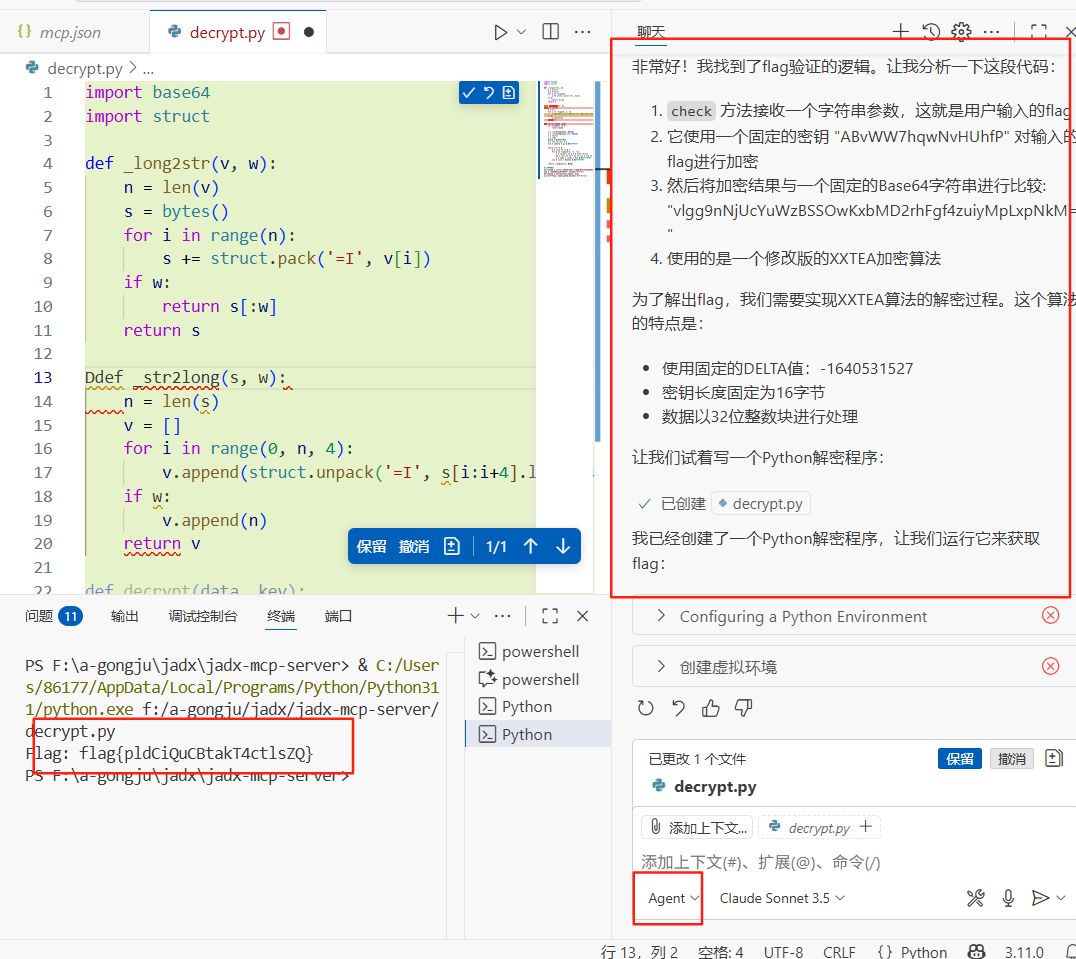 mcp.json
decrypt.py
decrypt.py > ...
1 import base64
2 import struct
3
4 def _long2str(v, w):
5 n = len(v)
6 s = bytes()
7 for i in range(n):
8 s += struct.pack('=I', v[i])
9 if w:
10 return s[:w]
11 return s
12
13 Ddef _str2long(s, w):
14 n = len(s)
15 v = []
16 for i in range(0, n, 4):
17 v.append(struct.unpack('=I', s[i:i+4].l
18 if w:
19 v.append(n)
20 return v
21
22 def decrypt(data, key):
保留 撤消 1/1
问题 11 输出 调试控制台 终端 端口
PS F:\a-gongju\jadx\jadx-mcp-server> & C:/User
s/86177/AppData/Local/Programs/Python/Python31
1/python.exe f:/a-gongju/jadx/jadx-mcp-server/
decrypt.py
Flag: flag{pldCiQuCBtakT4ctlsZQ}
PS F:\a-gongju\jadx\jadx-mcp-server>
powershell
powershell
Python
Python
聊天
非常好！我找到了flag验证的逻辑。让我分析一下这段代码：
1. check 方法接收一个字符串参数，这就是用户输入的flag
2. 它使用一个固定的密钥 "ABvWW7hqwNvHUhfP" 对输入的
flag进行加密
3. 然后将加密结果与一个固定的Base64字符串进行比较:
"vlgg9nNjUcYuWzBSSOwKxbMD2rhFgf4zuiyMpLxpNkM=
"
4. 使用的是一个修改版的XXTEA加密算法
为了解出flag，我们需要实现XXTEA算法的解密过程。这个算法
的特点是：
• 使用固定的DELTA值：-1640531527
• 密钥长度固定为16字节
• 数据以32位整数块进行处理
让我们试着写一个Python解密程序：
已创建 decrypt.py
我已经创建了一个Python解密程序，让我们运行它来获取
flag：
Configuring a Python Environment
创建虚拟环境
已更改 1 个文件 保留 撤消
decrypt.py
添加上下文... decrypt.py
添加上下文(#)、扩展(@)、命令(/)
Agent Claude Sonnet 3.5
行 13，列 2 空格: 4 UTF-8 CRLF {} Python 3.11.0